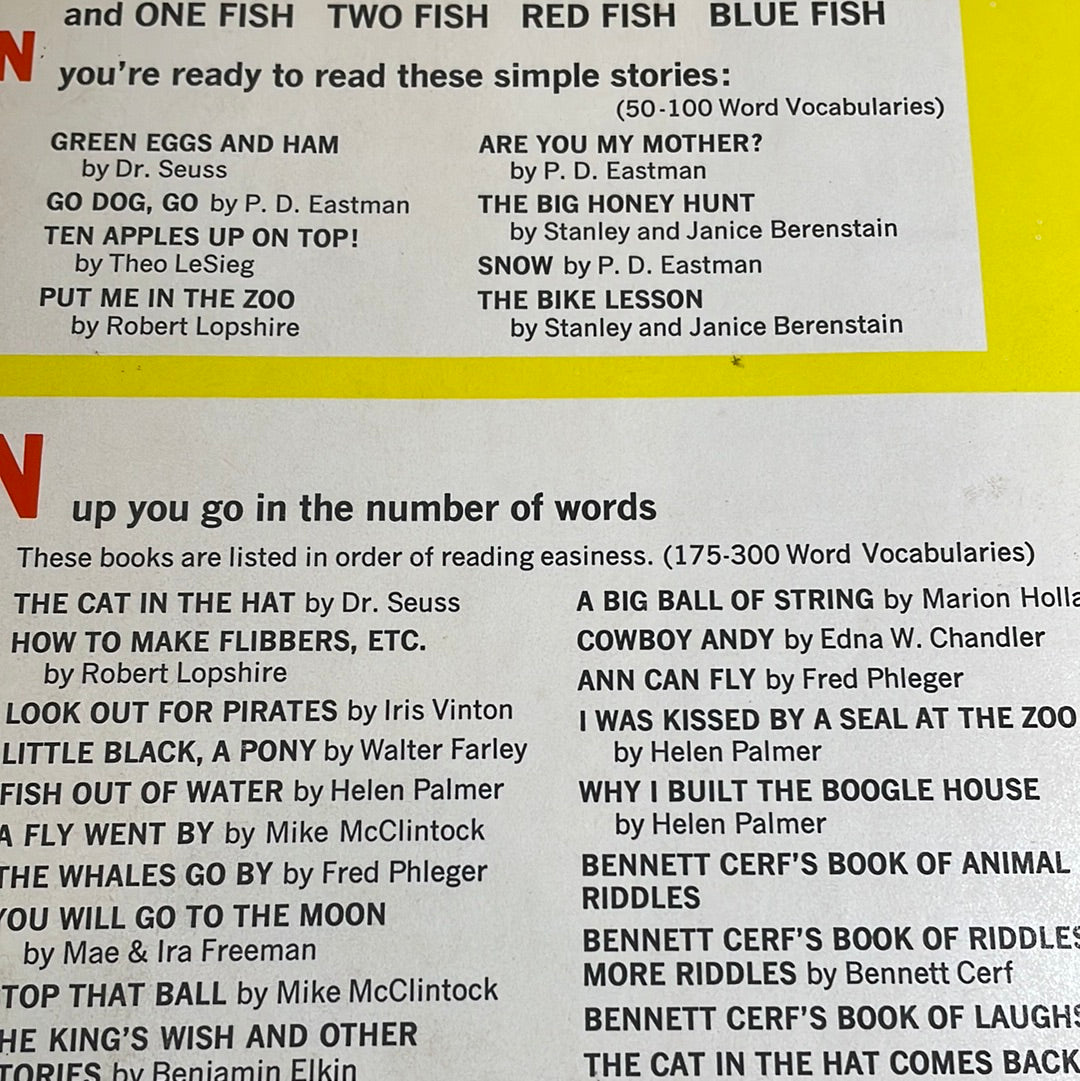 and ONE FISH TWO FISH RED FISH BLUE FISH
N you're ready to read these simple stories:
(50-100 Word Vocabularies)
GREEN EGGS AND HAM
by Dr. Seuss
GO DOG, GO by P. D. Eastman
TEN APPLES UP ON TOP!
by Theo LeSieg
PUT ME IN THE ZOO
by Robert Lopshire
ARE YOU MY MOTHER?
by P. D. Eastman
THE BIG HONEY HUNT
by Stanley and Janice Berenstain
SNOW by P. D. Eastman
THE BIKE LESSON
by Stanley and Janice Berenstain
N up you go in the number of words
These books are listed in order of reading easiness. (175-300 Word Vocabularies)
THE CAT IN THE HAT by Dr. Seuss
HOW TO MAKE FLIBBERS, ETC.
by Robert Lopshire
LOOK OUT FOR PIRATES by Iris Vinton
LITTLE BLACK, A PONY by Walter Farley
FISH OUT OF WATER by Helen Palmer
A FLY WENT BY by Mike McClintock
THE WHALES GO BY by Fred Phleger
YOU WILL GO TO THE MOON
by Mae & Ira Freeman
TOP THAT BALL by Mike McClintock
HE KING'S WISH AND OTHER
TORIES by Benjamin Elkin
A BIG BALL OF STRING by Marion Holla
COWBOY ANDY by Edna W. Chandler
ANN CAN FLY by Fred Phleger
I WAS KISSED BY A SEAL AT THE ZOO
by Helen Palmer
WHY I BUILT THE BOOGLE HOUSE
by Helen Palmer
BENNETT CERF'S BOOK OF ANIMAL
RIDDLES
BENNETT CERF'S BOOK OF RIDDLES
MORE RIDDLES by Bennett Cerf
BENNETT CERF'S BOOK OF LAUGHS
THE CAT IN THE HAT COMES BACK